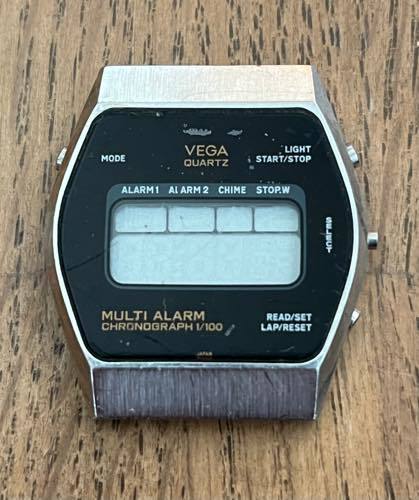 VEGA
QUARTZ
MODE
LIGHT
START/STOP
ALARM 1 ALARM 2 CHIME STOP.W
SELECT
MULTI ALARM
CHRONOGRAPH 1/100
READ/SET
LAP/RESET
JAPAN